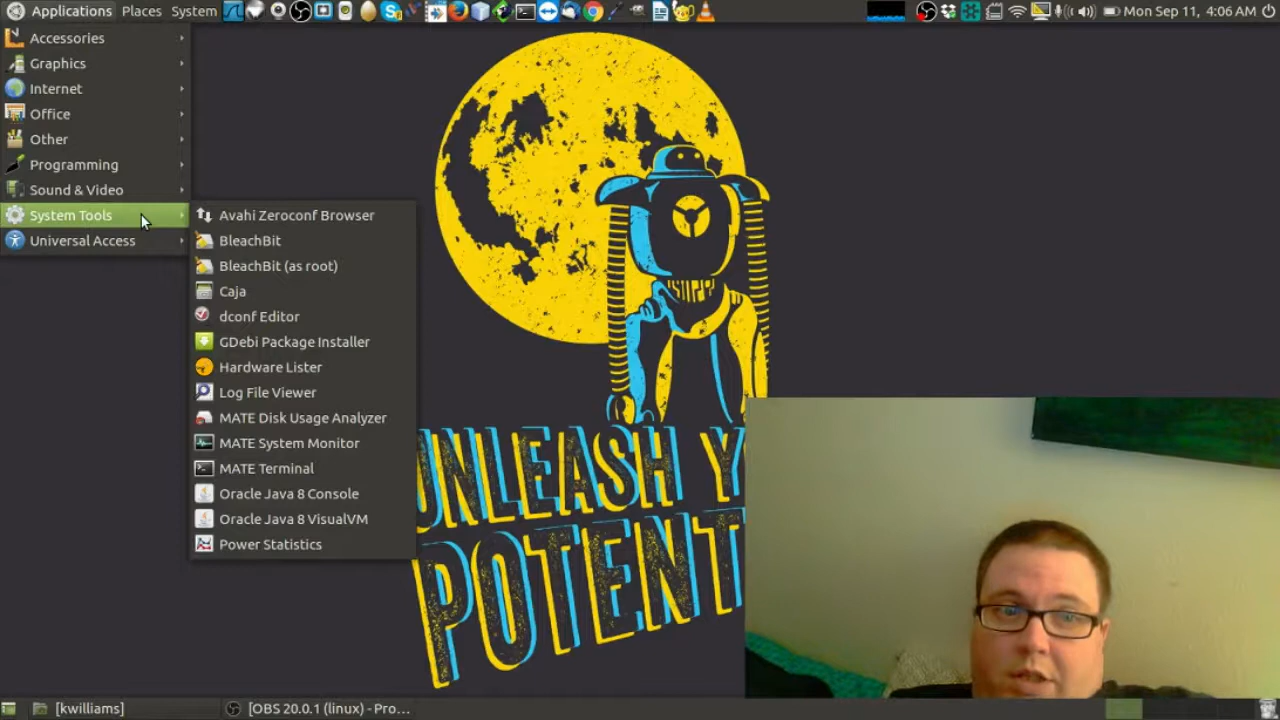 Applications Places System
Mon Sep 11, 4:06 AM
Accessories
Graphics
Internet
Office
Other
Programming
Sound & Video
System Tools
Universal Access
Avahi Zeroconf Browser
BleachBit
BleachBit (as root)
Caja
dconf Editor
GDebi Package Installer
Hardware Lister
Log File Viewer
MATE Disk Usage Analyzer
MATE System Monitor
MATE Terminal
Oracle Java 8 Console
Oracle Java 8 VisualVM
Power Statistics
UNLEASH Y
POTENT
[kwilliams]
[OBS 20.0.1 (linux) - Pro...